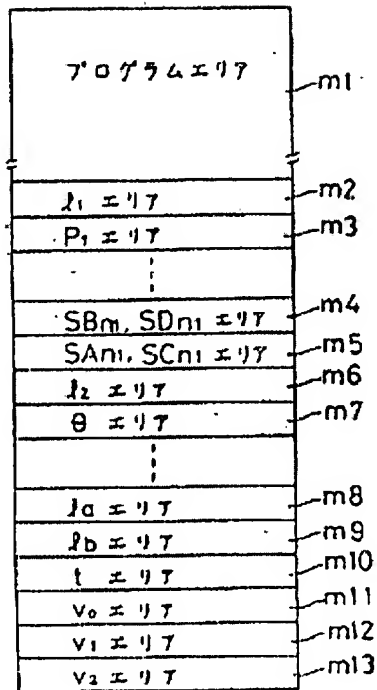 プログラムエリア
m1
l1 エリア
m2
P1 エリア
m3
SBm, SDn1 エリア
m4
SAn1, SCn1 エリア
m5
l2 エリア
m6
θ エリア
m7
la エリア
m8
lb エリア
m9
t エリア
m10
v0 エリア
m11
v1 エリア
m12
v2 エリア
m13